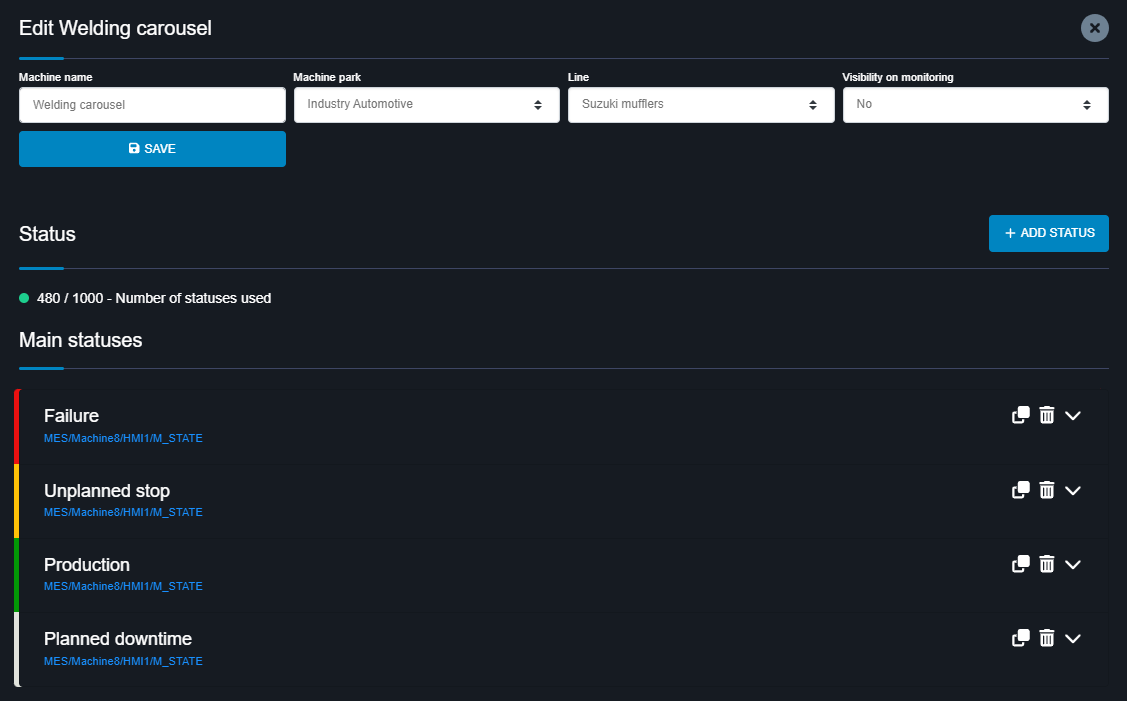 Edit Welding carousel
Machine name
Machine park
Line
Visibility on monitoring
Welding carousel
Industry Automotive
Suzuki mufflers
No
SAVE
Status
ADD STATUS
480 / 1000 - Number of statuses used
Main statuses
Failure
MES/Machine8/HMI1/M_STATE
Unplanned stop
MES/Machine8/HMI1/M_STATE
Production
MES/Machine8/HMI1/M_STATE
Planned downtime
MES/Machine8/HMI1/M_STATE